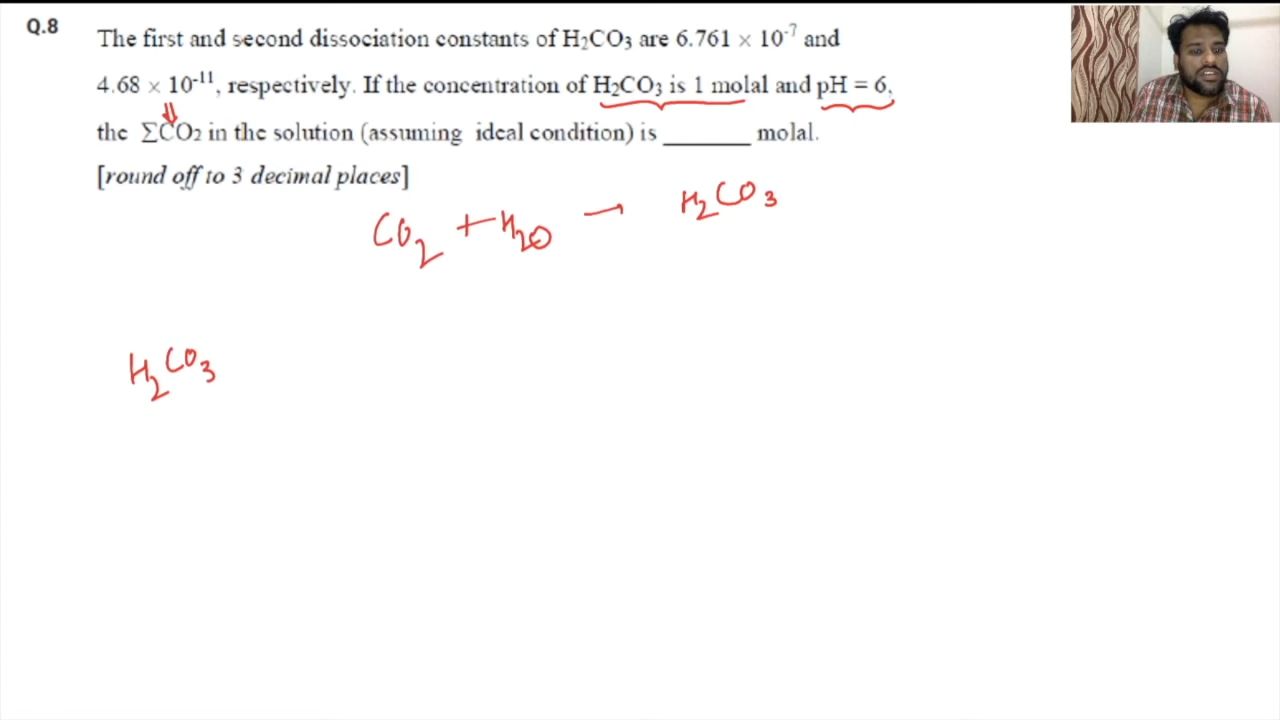 Q.8
The first and second dissociation constants of H₂CO₃ are 6.761 × 10⁻⁷ and
4.68 × 10⁻¹¹, respectively. If the concentration of H₂CO₃ is 1 molal and pH = 6,
the ∑CO₂ in the solution (assuming ideal condition) is ________ molal.
[round off to 3 decimal places]
CO₂ + H₂O → H₂CO₃
H₂CO₃